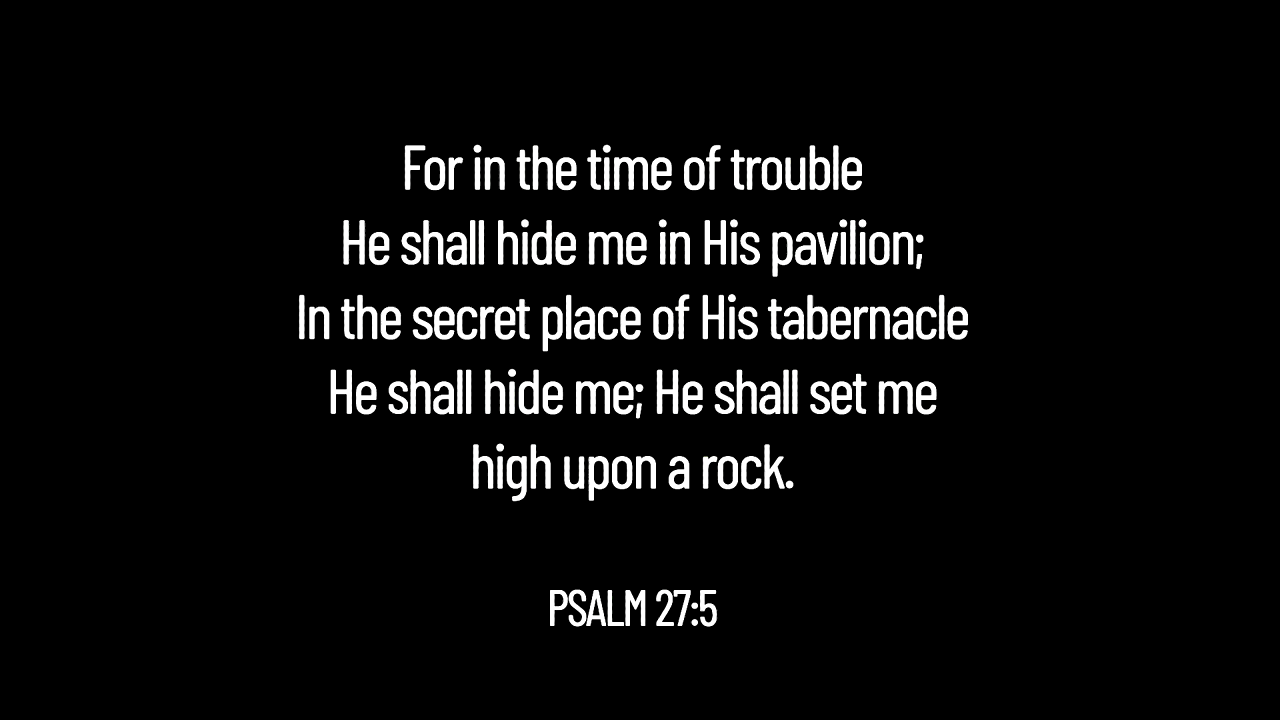 For in the time of trouble
He shall hide me in His pavilion;
In the secret place of His tabernacle
He shall hide me; He shall set me
high upon a rock.
PSALM 27:5